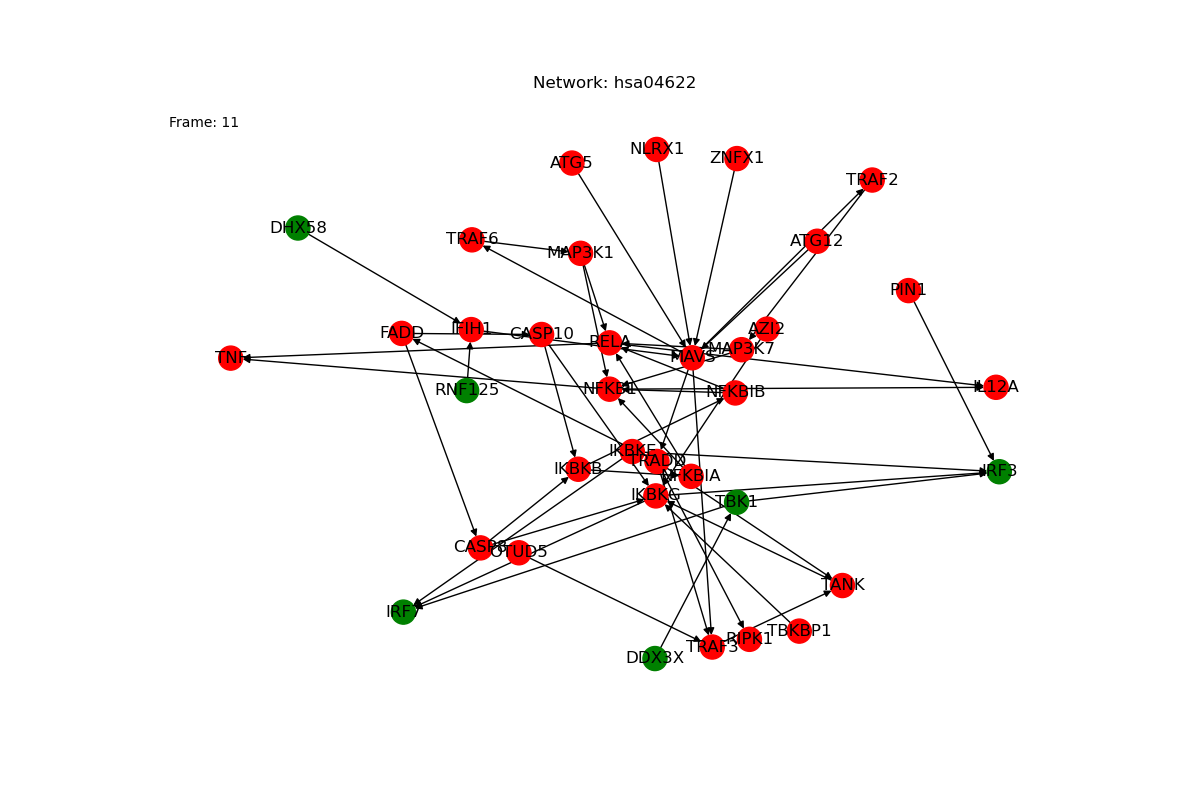 Network: hsa04622
Frame: 11
NLRX1
ZNFX1
ATG5
TRAF2
DHX58
TRAF6
ATG12
MAP3K1
PIN1
FADD
IFIH1
CASP10
AZI2
RELA
MAP3K7
TNF
MAVS
IL12A
RNF125
NFKB1
NFKBIB
IKBKE
TRADD
IKBKB
IRF3
NFKBIA
IKBKG
TBK1
CASP8
OTUD5
TANK
IRF7
TBKBP1
RIPK1
TRAF3
DDX3X